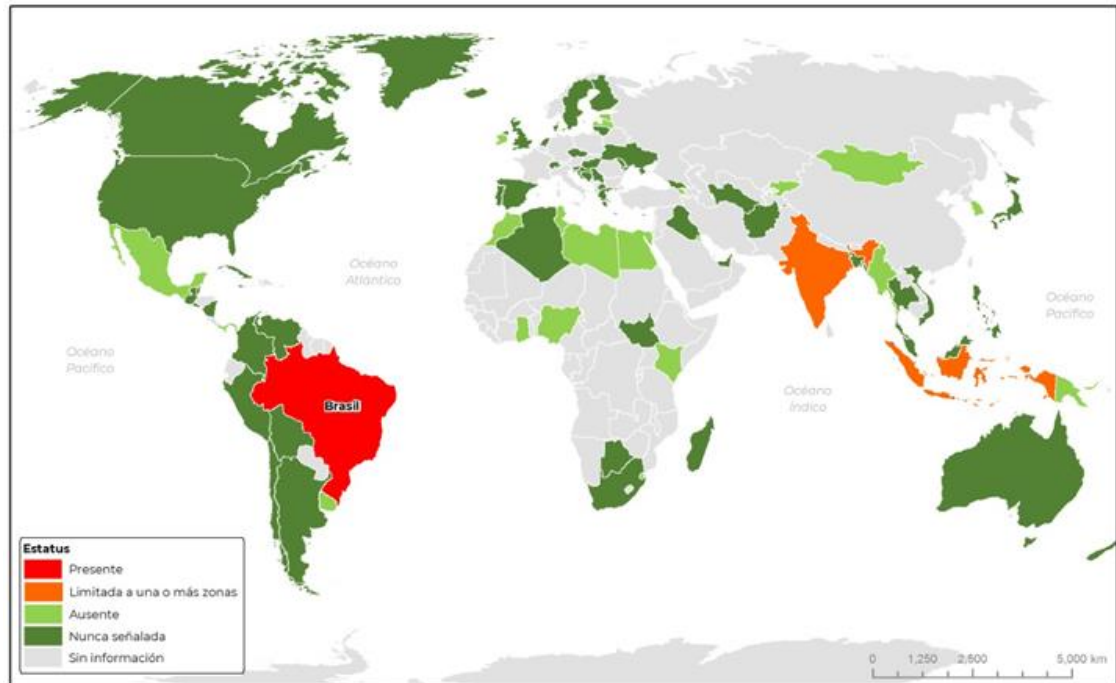 Océano
Atlántico
Océano
Pacífico
Océano
Pacífico
Océano
Índico
Brasil
Estatus
Presente
Limitada a una o más zonas
Ausente
Nunca señalada
Sin información
0 1,250 2,500 5,000 km